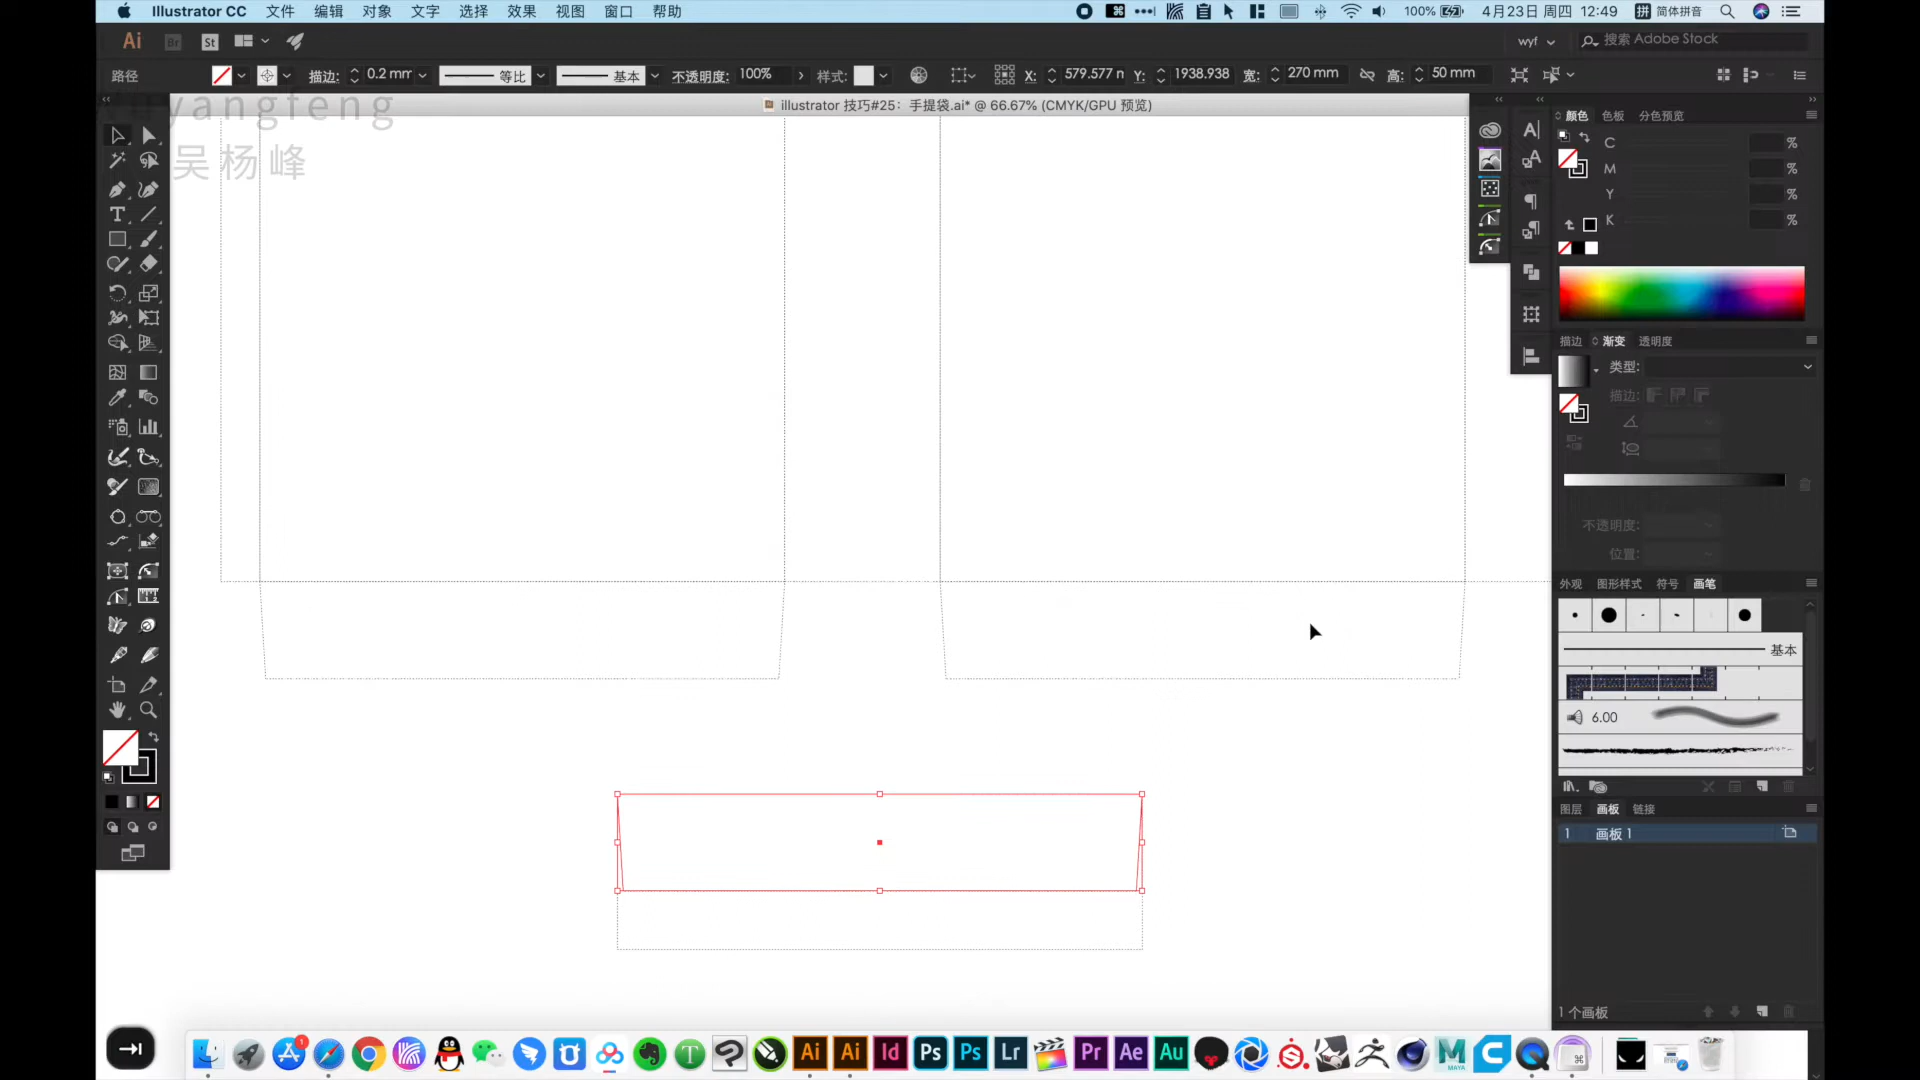 Illustrator CC 文件 编辑 对象 文字 选择 效果 视图 窗口 帮助 100% 4月23日 周四 12:49 拼 简体拼音
Ai Br St wyf 搜索 Adobe Stock
路径 描边: 0.2 mm 等比 基本 不透明度: 100% 样式: X: 579.577 n Y: 1938.938 宽: 270 mm 高: 50 mm
yangfeng
吴杨峰
illustrator 技巧#25：手提袋.ai* @ 66.67% (CMYK/GPU 预览)
颜色 色板 分色预览
C %
M %
Y %
K %
描边 渐变 透明度
类型:
描边:
不透明度:
位置:
外观 图形样式 符号 画笔
基本
6.00
图层 画板 链接
1 画板 1
1 个画板
1
Ai Ai Id Ps Ps Lr Pr Ae Au
MAYA